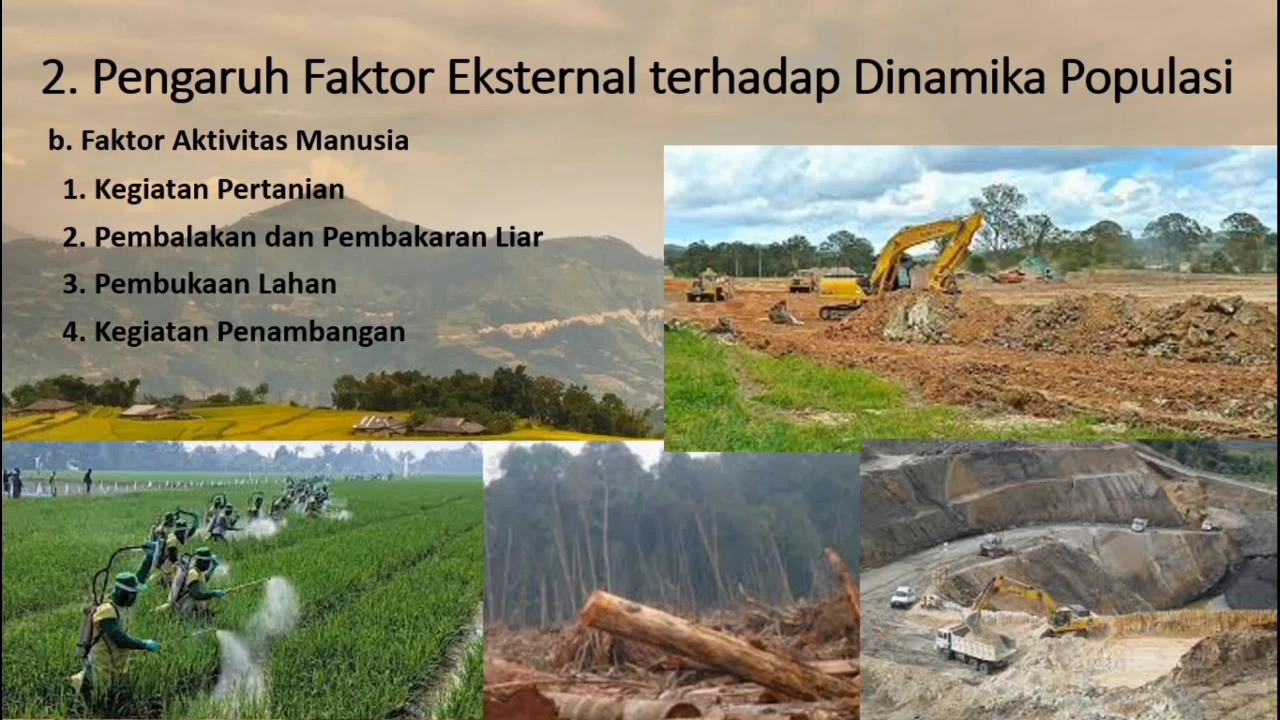 2. Pengaruh Faktor Eksternal terhadap Dinamika Populasi
b. Faktor Aktivitas Manusia
1. Kegiatan Pertanian
2. Pembalakan dan Pembakaran Liar
3. Pembukaan Lahan
4. Kegiatan Penambangan